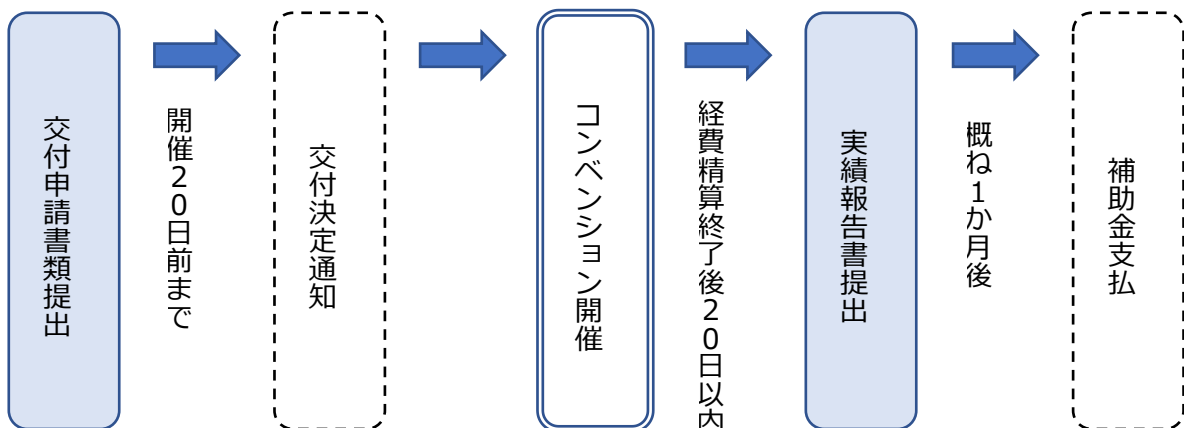 交付申請書類提出
開催20日前まで
交付決定通知
コンベンション開催
経費精算終了後20日以内
実績報告書提出
概ね1か月後
補助金支払